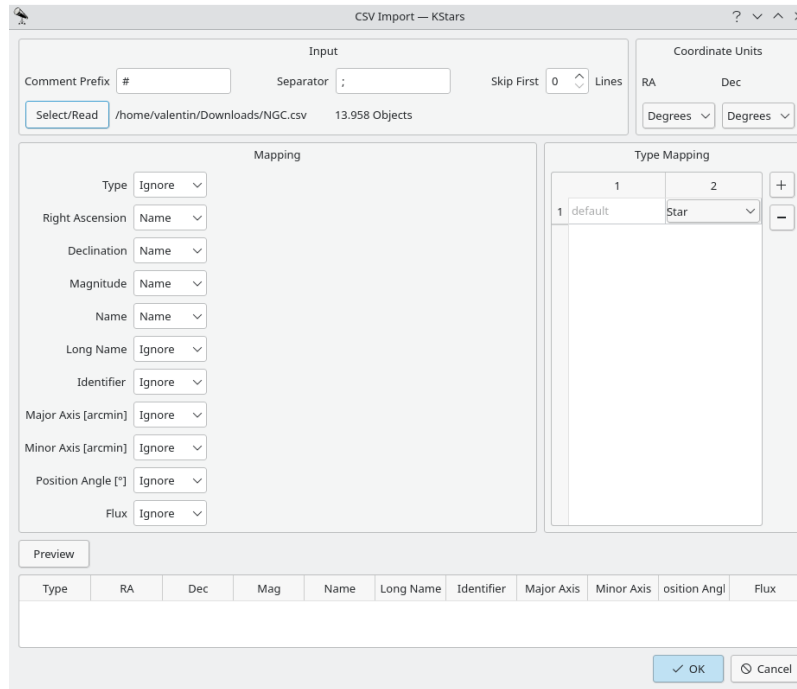 CSV Import — KStars
Input
Comment Prefix #
Separator ;
Skip First 0 Lines
Select/Read /home/valentin/Downloads/NGC.csv 13.958 Objects
Coordinate Units
RA Dec
Degrees Degrees
Mapping
Type Ignore
Right Ascension Name
Declination Name
Magnitude Name
Name Name
Long Name Ignore
Identifier Ignore
Major Axis [arcmin] Ignore
Minor Axis [arcmin] Ignore
Position Angle [°] Ignore
Flux Ignore
Type Mapping
1 2
1 default Star
Preview
Type RA Dec Mag Name Long Name Identifier Major Axis Minor Axis osition Angl Flux
OK Cancel